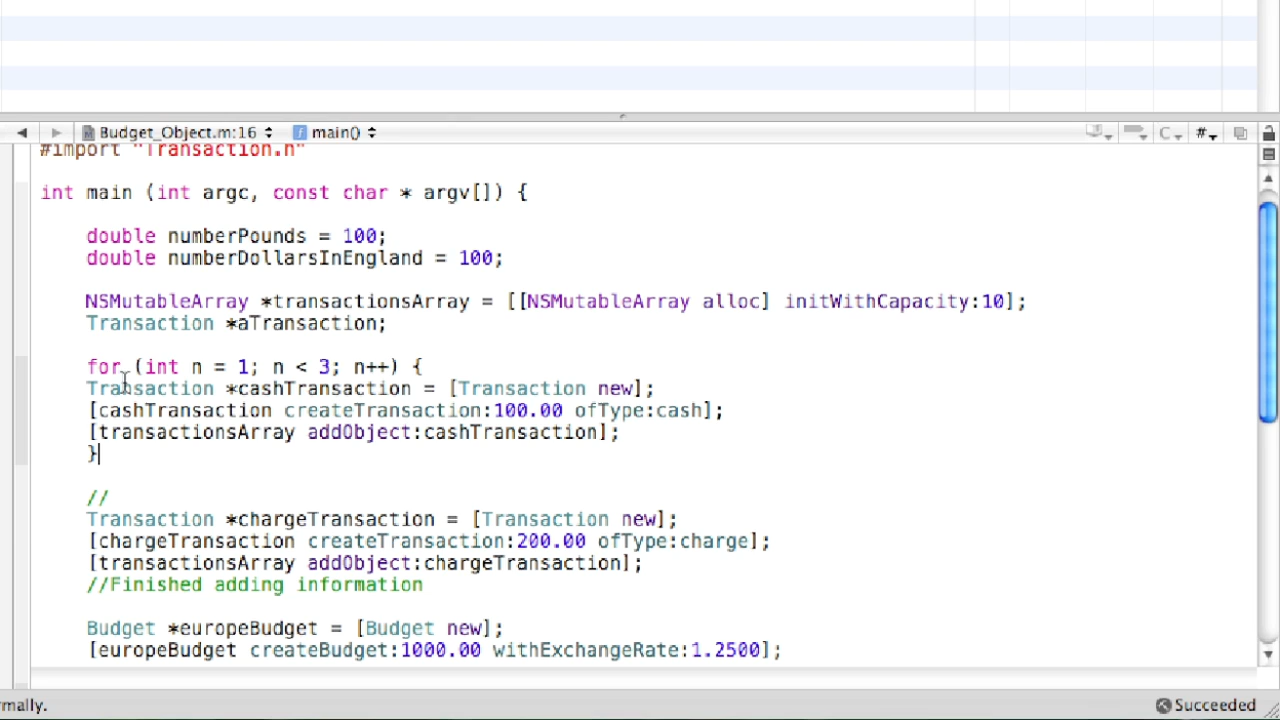 Budget_Object.m:16 main() C #
#import "Transaction.h"
int main (int argc, const char * argv[]) {
double numberPounds = 100;
double numberDollarsInEngland = 100;
NSMutableArray *transactionsArray = [[NSMutableArray alloc] initWithCapacity:10];
Transaction *aTransaction;
for (int n = 1; n < 3; n++) {
Transaction *cashTransaction = [Transaction new];
[cashTransaction createTransaction:100.00 ofType:cash];
[transactionsArray addObject:cashTransaction];
}
//
Transaction *chargeTransaction = [Transaction new];
[chargeTransaction createTransaction:200.00 ofType:charge];
[transactionsArray addObject:chargeTransaction];
//Finished adding information
Budget *europeBudget = [Budget new];
[europeBudget createBudget:1000.00 withExchangeRate:1.2500];
rmally. Succeeded